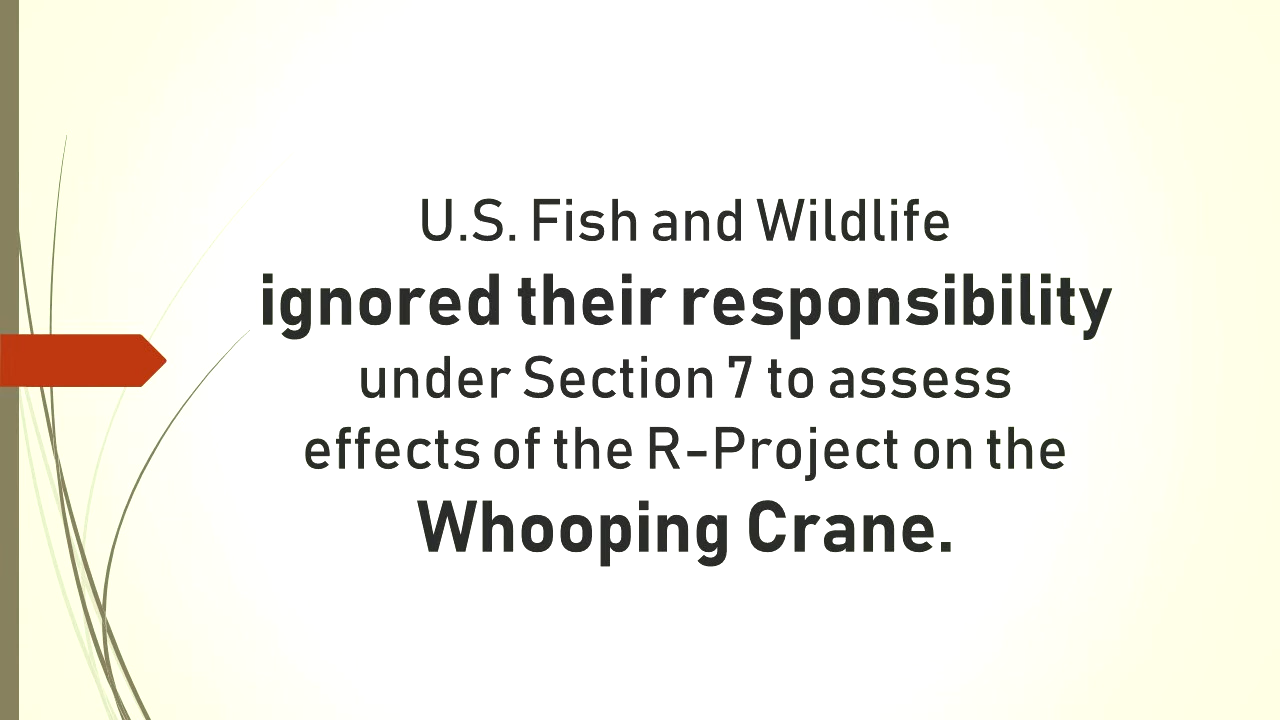 U.S. Fish and Wildlife
ignored their responsibility
under Section 7 to assess
effects of the R-Project on the
Whooping Crane.